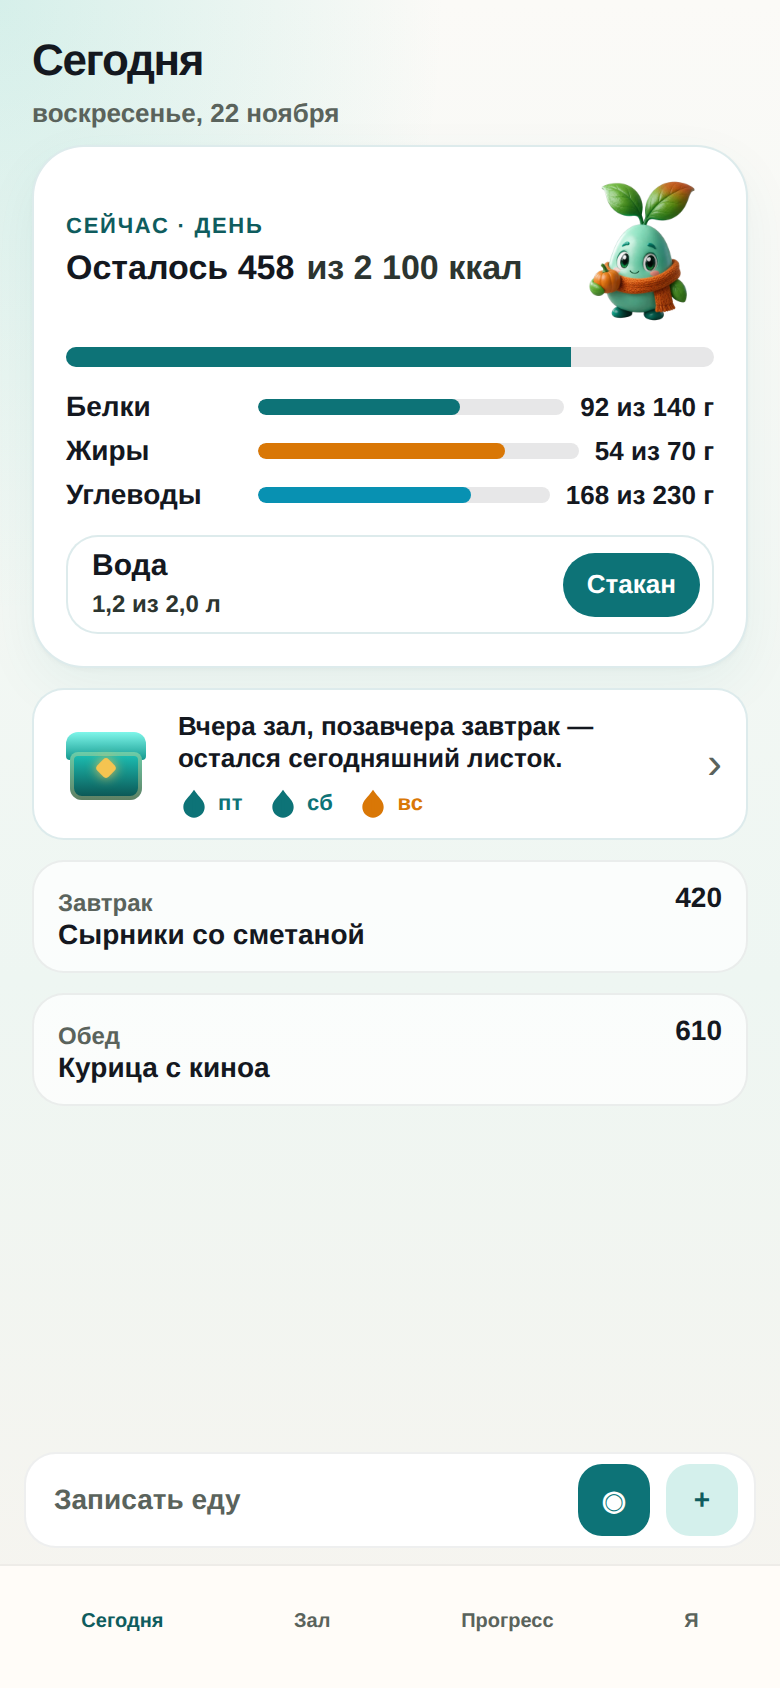 Сегодня
воскресенье, 22 ноября
СЕЙЧАС · ДЕНЬ
Осталось 458 из 2 100 ккал
Белки 92 из 140 г
Жиры 54 из 70 г
Углеводы 168 из 230 г
Вода
1,2 из 2,0 л
Стакан
Вчера зал, позавчера завтрак —
остался сегодняшний листок.
пт сб вс
Завтрак 420
Сырники со сметаной
Обед 610
Курица с киноа
Записать еду
Сегодня Зал Прогресс Я